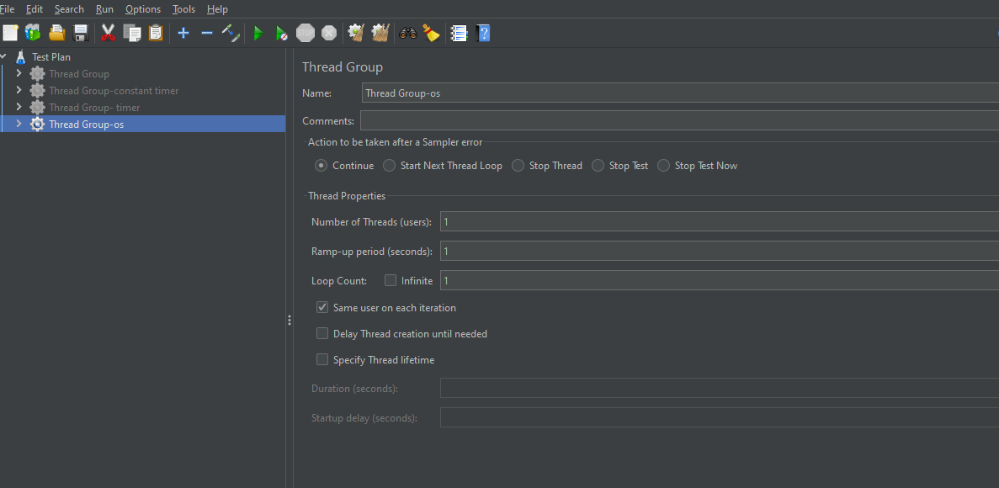 File Edit Search Run Options Tools Help
Test Plan
Thread Group
Thread Group-constant timer
Thread Group- timer
Thread Group-os
Thread Group
Name: Thread Group-os
Comments:
Action to be taken after a Sampler error
Continue Start Next Thread Loop Stop Thread Stop Test Stop Test Now
Thread Properties
Number of Threads (users): 1
Ramp-up period (seconds): 1
Loop Count: Infinite 1
Same user on each iteration
Delay Thread creation until needed
Specify Thread lifetime
Duration (seconds):
Startup delay (seconds):